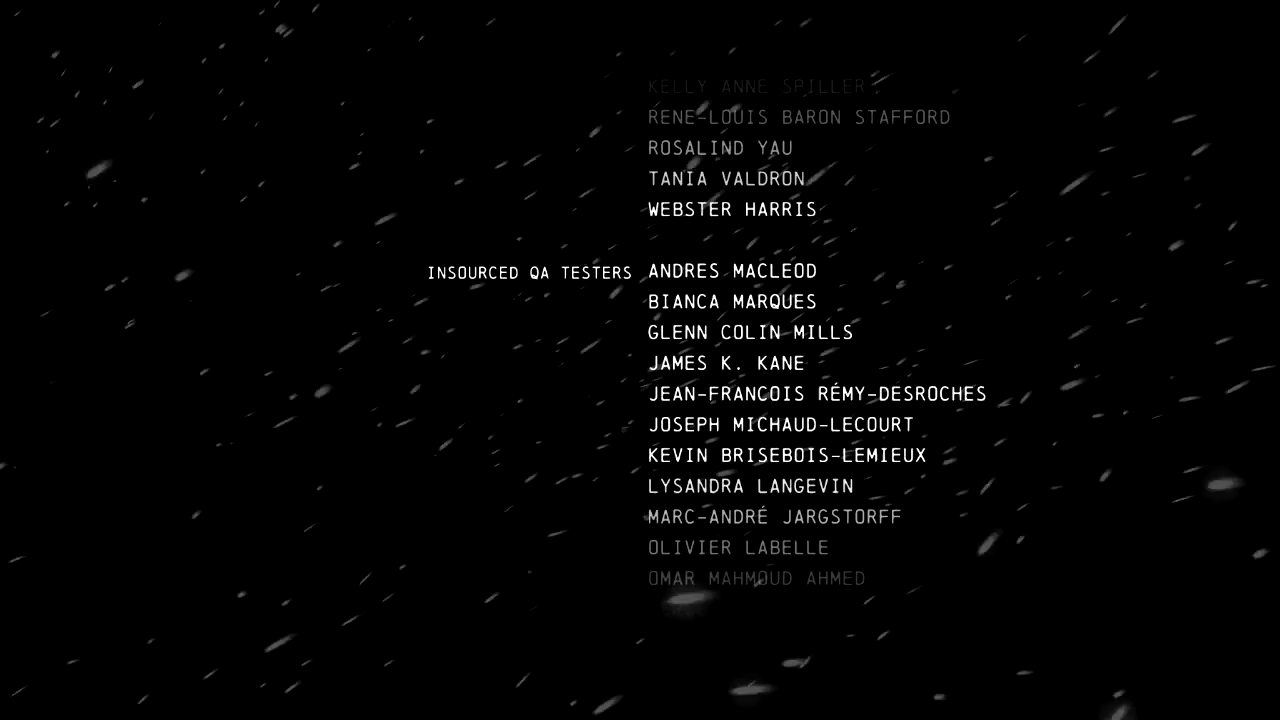 KELLY ANNE SPILLER
RENE-LOUIS BARON STAFFORD
ROSALIND YAU
TANIA VALDRON
WEBSTER HARRIS
INSOURCED QA TESTERS ANDRES MACLEOD
BIANCA MARQUES
GLENN COLIN MILLS
JAMES K. KANE
JEAN-FRANCOIS RÉMY-DESROCHES
JOSEPH MICHAUD-LECOURT
KEVIN BRISEBOIS-LEMIEUX
LYSANDRA LANGEVIN
MARC-ANDRÉ JARGSTORFF
OLIVIER LABELLE
OMAR MAHMOUD AHMED